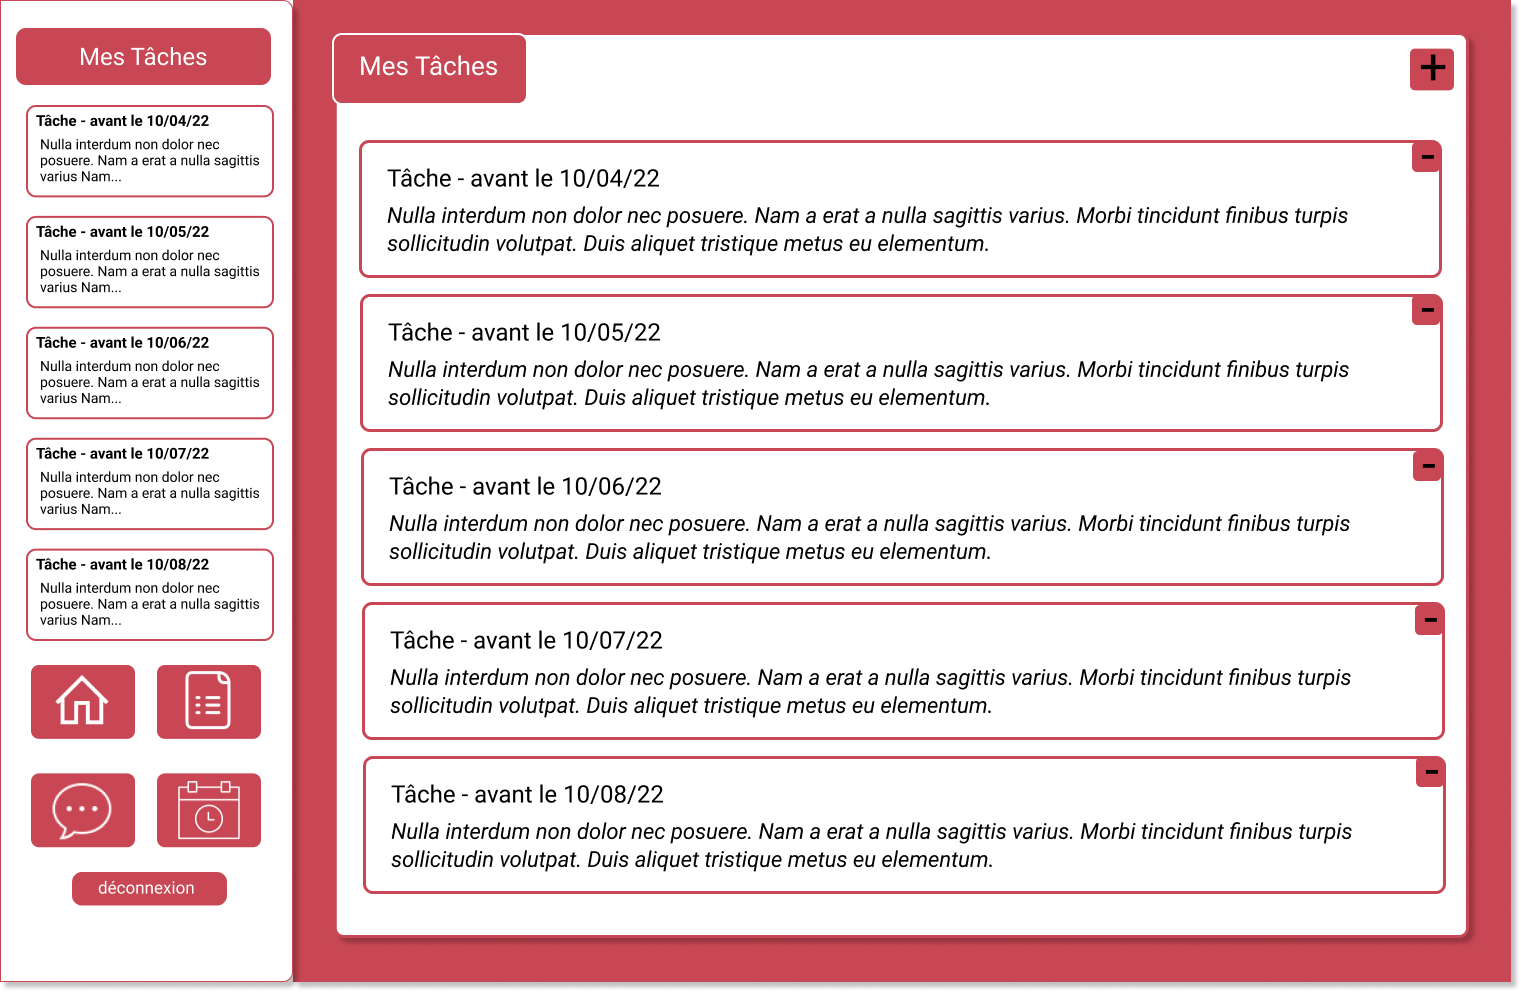 Mes Tâches
Tâche - avant le 10/04/22
Nulla interdum non dolor nec
posuere. Nam a erat a nulla sagittis
varius Nam...
Tâche - avant le 10/05/22
Nulla interdum non dolor nec
posuere. Nam a erat a nulla sagittis
varius Nam...
Tâche - avant le 10/06/22
Nulla interdum non dolor nec
posuere. Nam a erat a nulla sagittis
varius Nam...
Tâche - avant le 10/07/22
Nulla interdum non dolor nec
posuere. Nam a erat a nulla sagittis
varius Nam...
Tâche - avant le 10/08/22
Nulla interdum non dolor nec
posuere. Nam a erat a nulla sagittis
varius Nam...
déconnexion
Mes Tâches
+
Tâche - avant le 10/04/22
-
Nulla interdum non dolor nec posuere. Nam a erat a nulla sagittis varius. Morbi tincidunt finibus turpis
sollicitudin volutpat. Duis aliquet tristique metus eu elementum.
Tâche - avant le 10/05/22
-
Nulla interdum non dolor nec posuere. Nam a erat a nulla sagittis varius. Morbi tincidunt finibus turpis
sollicitudin volutpat. Duis aliquet tristique metus eu elementum.
Tâche - avant le 10/06/22
-
Nulla interdum non dolor nec posuere. Nam a erat a nulla sagittis varius. Morbi tincidunt finibus turpis
sollicitudin volutpat. Duis aliquet tristique metus eu elementum.
Tâche - avant le 10/07/22
-
Nulla interdum non dolor nec posuere. Nam a erat a nulla sagittis varius. Morbi tincidunt finibus turpis
sollicitudin volutpat. Duis aliquet tristique metus eu elementum.
Tâche - avant le 10/08/22
-
Nulla interdum non dolor nec posuere. Nam a erat a nulla sagittis varius. Morbi tincidunt finibus turpis
sollicitudin volutpat. Duis aliquet tristique metus eu elementum.